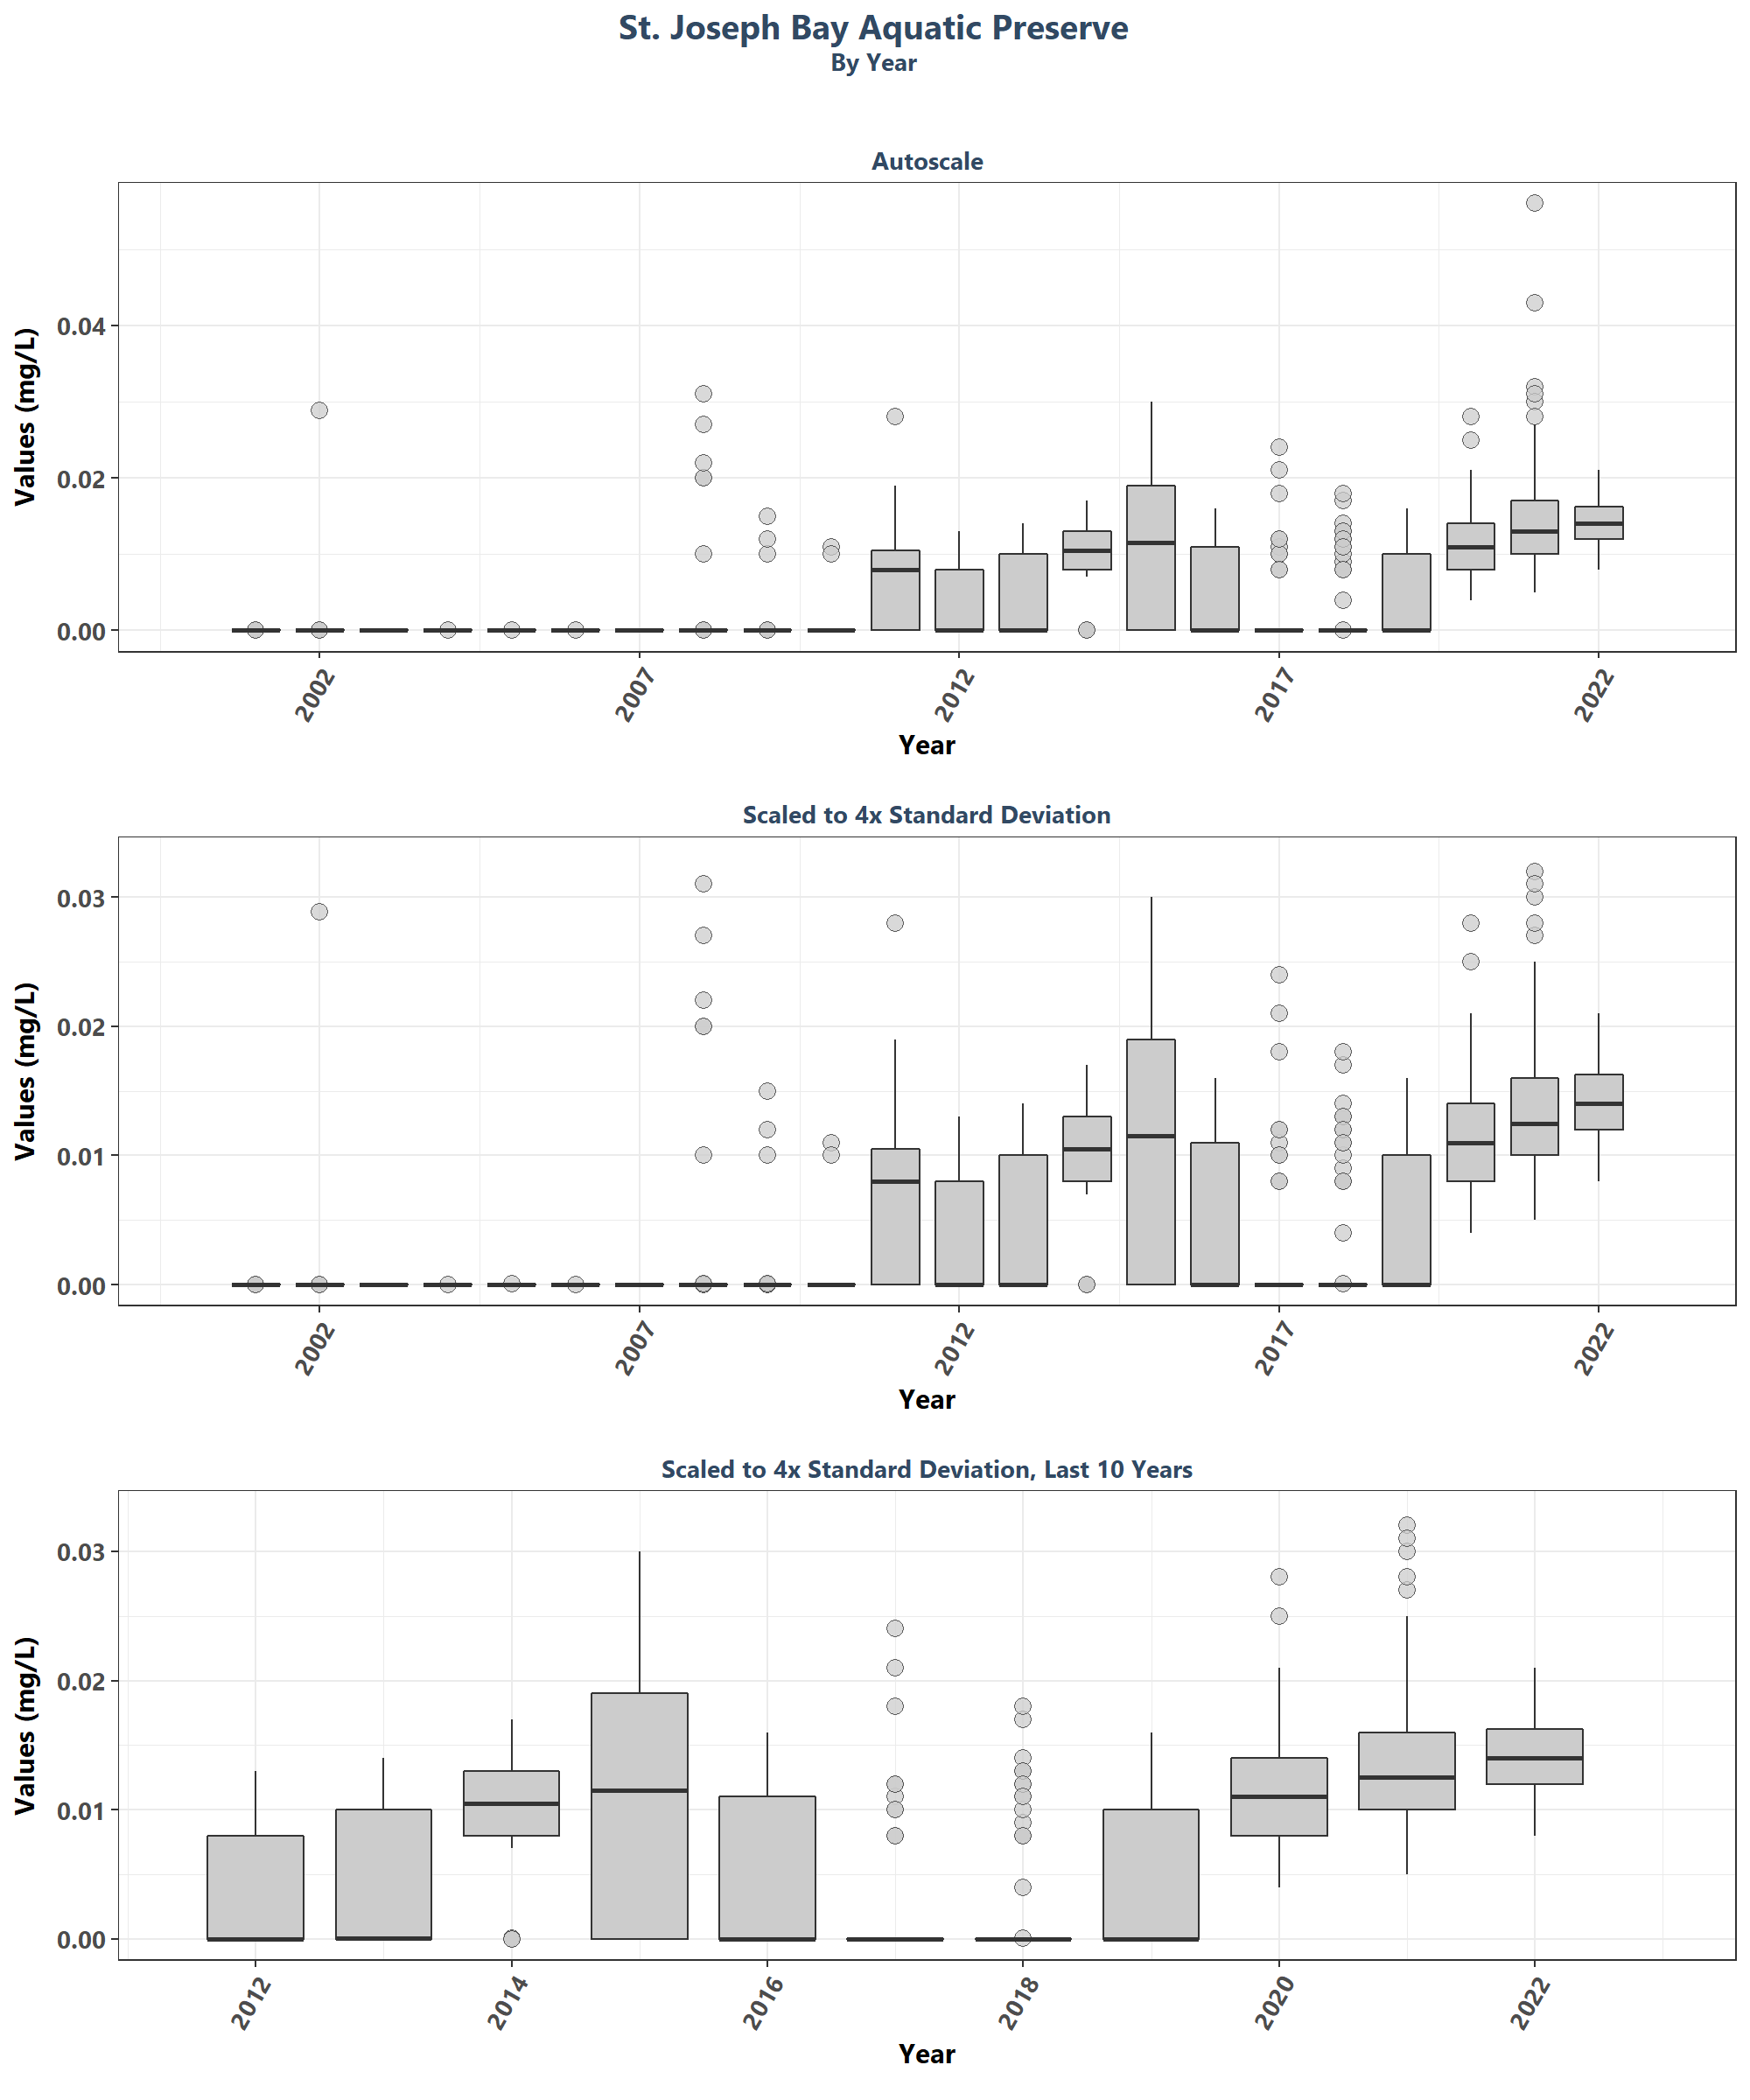 St. Joseph Bay Aquatic Preserve
By Year
Autoscale
Values (mg/L)
0.04
0.02
0.00
2002 2007 2012 2017 2022
Year
Scaled to 4x Standard Deviation
Values (mg/L)
0.03
0.02
0.01
0.00
2002 2007 2012 2017 2022
Year
Scaled to 4x Standard Deviation, Last 10 Years
Values (mg/L)
0.03
0.02
0.01
0.00
2012 2014 2016 2018 2020 2022
Year